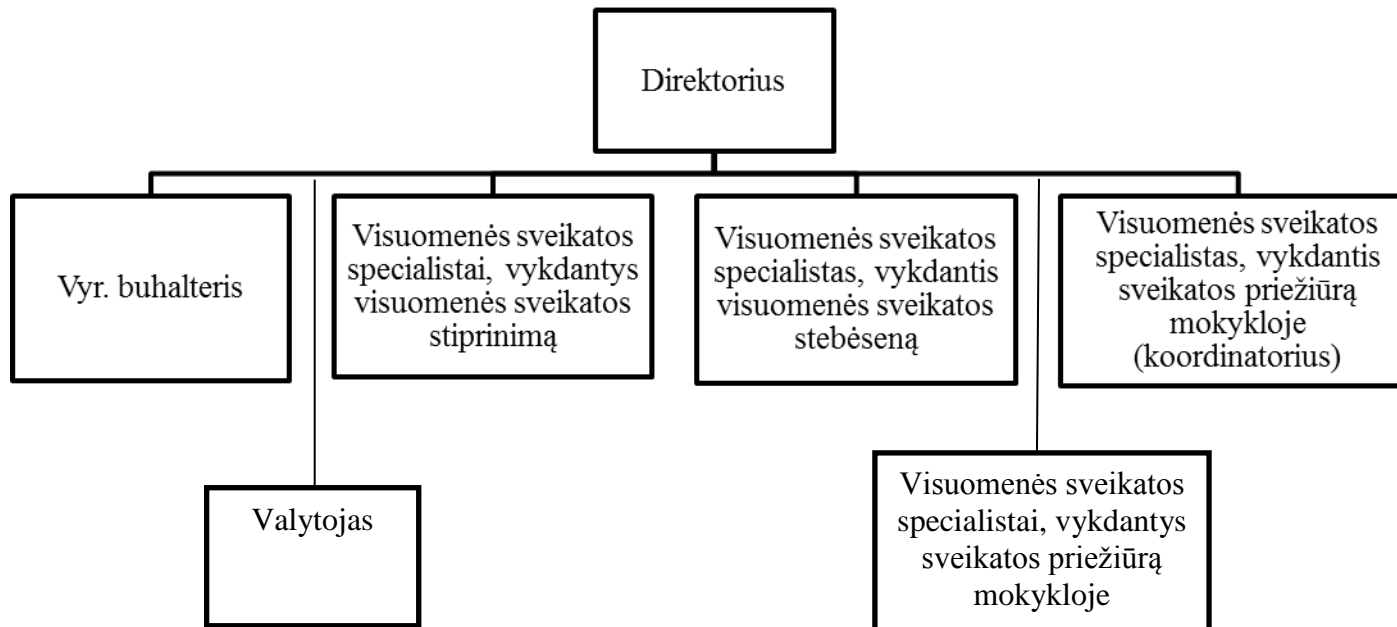 Direktorius
Vyr. buhalteris
Visuomenės sveikatos
specialistai, vykdantys
visuomenės sveikatos
stiprinimą
Visuomenės sveikatos
specialistas, vykdantis
visuomenės sveikatos
stebėseną
Visuomenės sveikatos
specialistas, vykdantis
sveikatos priežiūrą
mokykloje
(koordinatorius)
Valytojas
Visuomenės sveikatos
specialistai, vykdantys
sveikatos priežiūrą
mokykloje